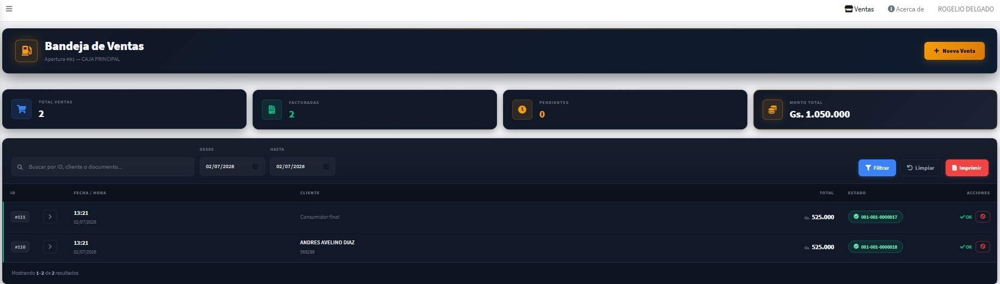 Ventas
Acerca de
ROGELIO DELGADO
Bandeja de Ventas
Apertura #91 — CAJA PRINCIPAL
+ Nueva Venta
TOTAL VENTAS
2
FACTURADAS
2
PENDIENTES
0
MONTO TOTAL
Gs. 1.050.000
DESDE
HASTA
Buscar por ID, cliente o documento...
02/07/2026
02/07/2026
Filtrar
Limpiar
Imprimir
ID FECHA / HORA CLIENTE TOTAL ESTADO ACCIONES
#111 13:21 Consumidor final Gs. 525.000 001-001-0000017 OK
02/07/2026
#110 13:21 ANDRES AVELINO DIAZ Gs. 525.000 001-001-0000018 OK
02/07/2026 568299
Mostrando 1–2 de 2 resultados